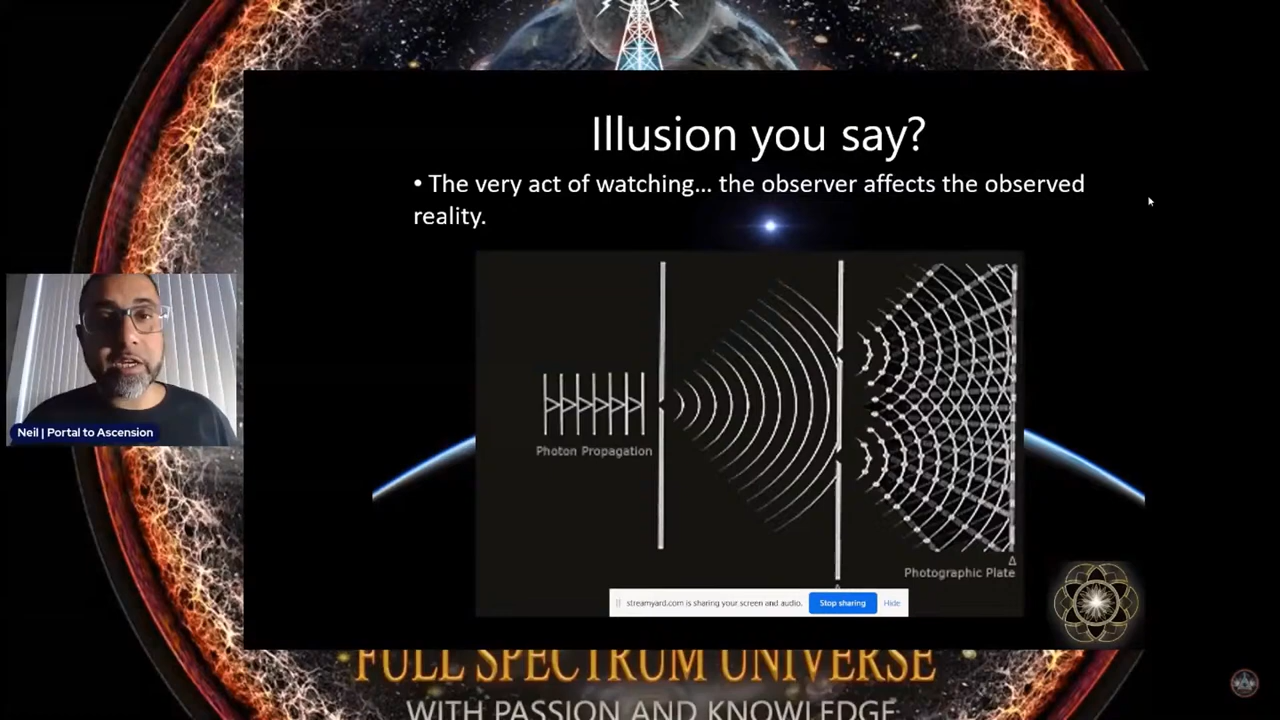 Illusion you say?
• The very act of watching... the observer affects the observed
reality.
Photon Propagation
Photographic Plate
Neil | Portal to Ascension
streamyard.com is sharing your screen and audio.
Stop sharing
Hide
FULL SPECTRUM UNIVERSE
WITH PASSION AND KNOWLEDGE